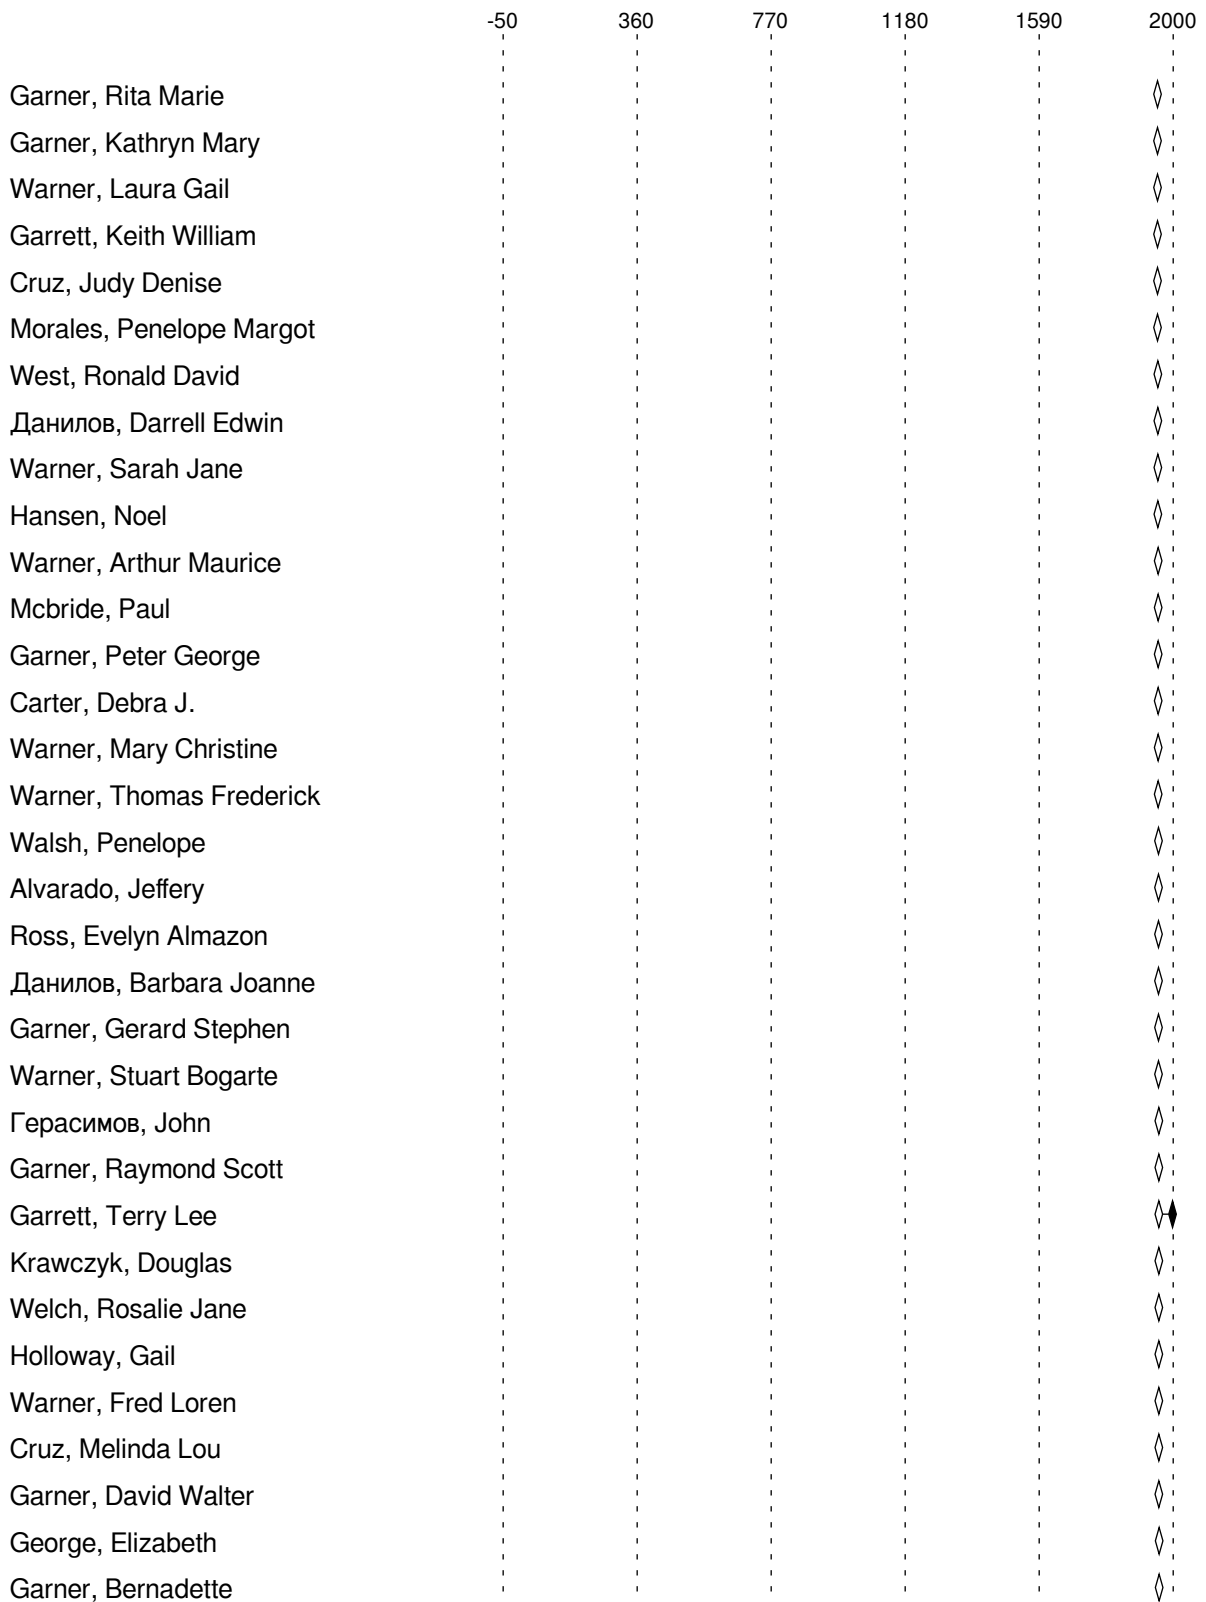 -50 360 770 1180 1590 2000
Garner, Rita Marie
Garner, Kathryn Mary
Warner, Laura Gail
Garrett, Keith William
Cruz, Judy Denise
Morales, Penelope Margot
West, Ronald David
Данилов, Darrell Edwin
Warner, Sarah Jane
Hansen, Noel
Warner, Arthur Maurice
Mcbride, Paul
Garner, Peter George
Carter, Debra J.
Warner, Mary Christine
Warner, Thomas Frederick
Walsh, Penelope
Alvarado, Jeffery
Ross, Evelyn Almazon
Данилов, Barbara Joanne
Garner, Gerard Stephen
Warner, Stuart Bogarte
Герасимов, John
Garner, Raymond Scott
Garrett, Terry Lee
Krawczyk, Douglas
Welch, Rosalie Jane
Holloway, Gail
Warner, Fred Loren
Cruz, Melinda Lou
Garner, David Walter
George, Elizabeth
Garner, Bernadette